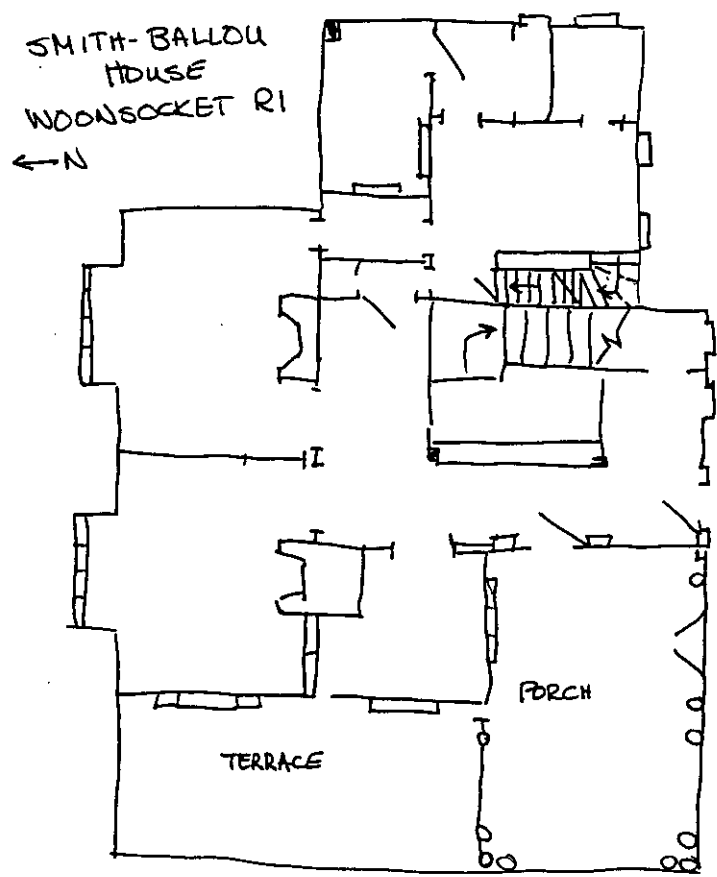 SMITH-BALLOU
HOUSE
WOONSOCKET RI
←N
PORCH
TERRACE